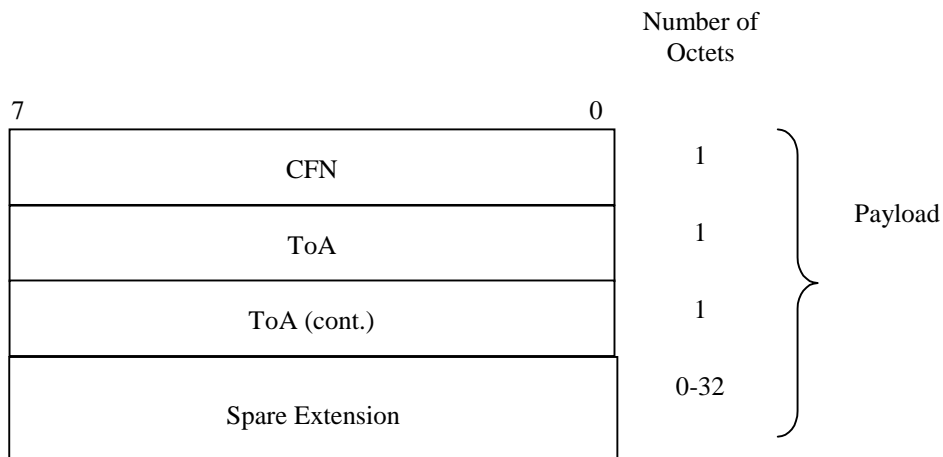 Number of
Octets
7 0
CFN 1
ToA 1
Payload
ToA (cont.) 1
Spare Extension 0-32